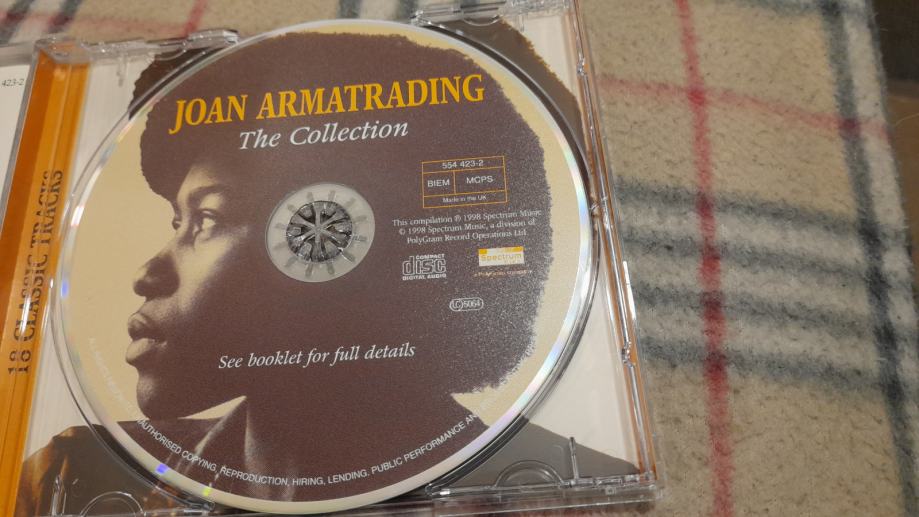 423-2
18 CLASSIC TRACKS
JOAN ARMATRADING
The Collection
554 423-2
BIEM MCPS
Made in the UK
This compilation ℗ 1998 Spectrum Music
© 1998 Spectrum Music, a division of
PolyGram Record Operations Ltd.
COMPACT
disc
DIGITAL AUDIO
Spectrum
LC 5064
See booklet for full details
UNAUTHORISED COPYING, REPRODUCTION, HIRING, LENDING, PUBLIC PERFORMANCE AND